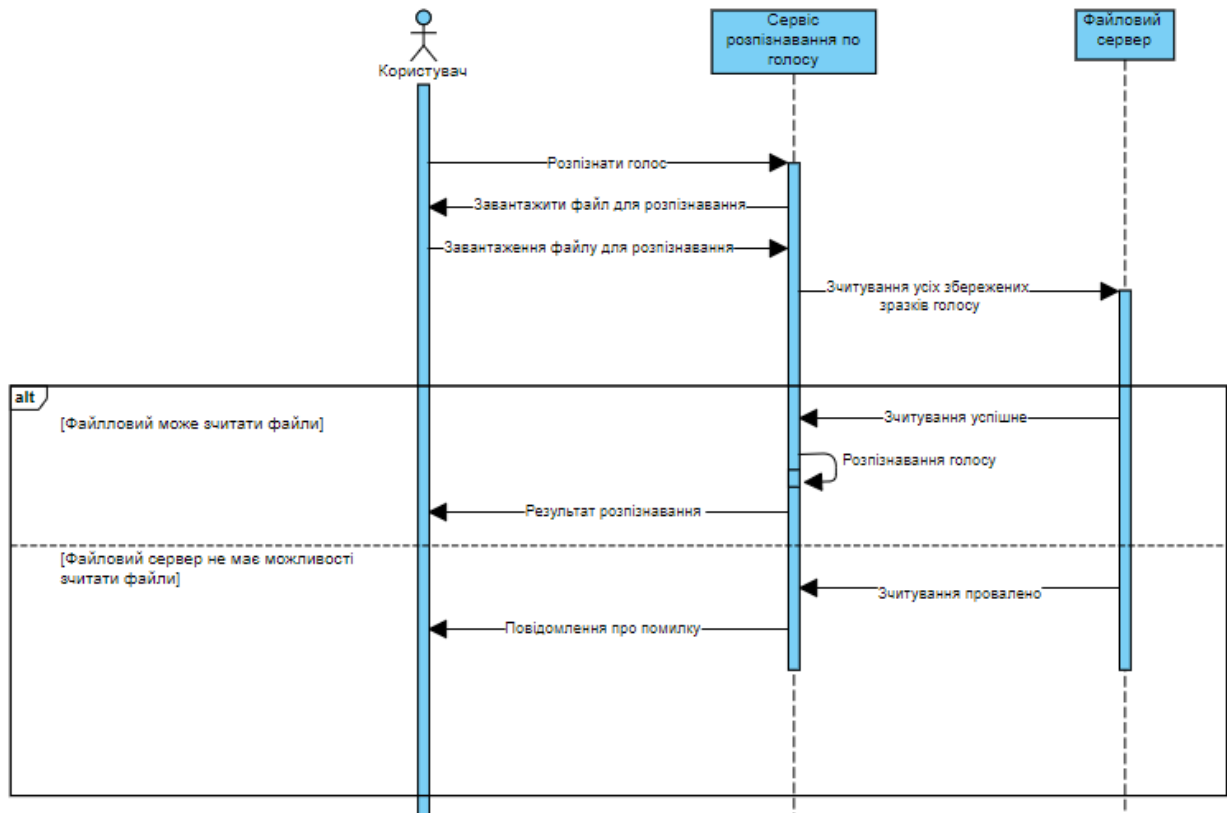 Користувач
Сервіс
розпізнавання по
голосу
Файловий
сервер
Розпізнати голос
Завантажити файл для розпізнавання
Завантаження файлу для розпізнавання
Зчитування усіх збережених
зразків голосу
alt
[Файлловий може зчитати файли]
Зчитування успішне
Розпізнавання голосу
Результат розпізнавання
[Файловий сервер не має можливості
зчитати файли]
Зчитування провалено
Повідомлення про помилку